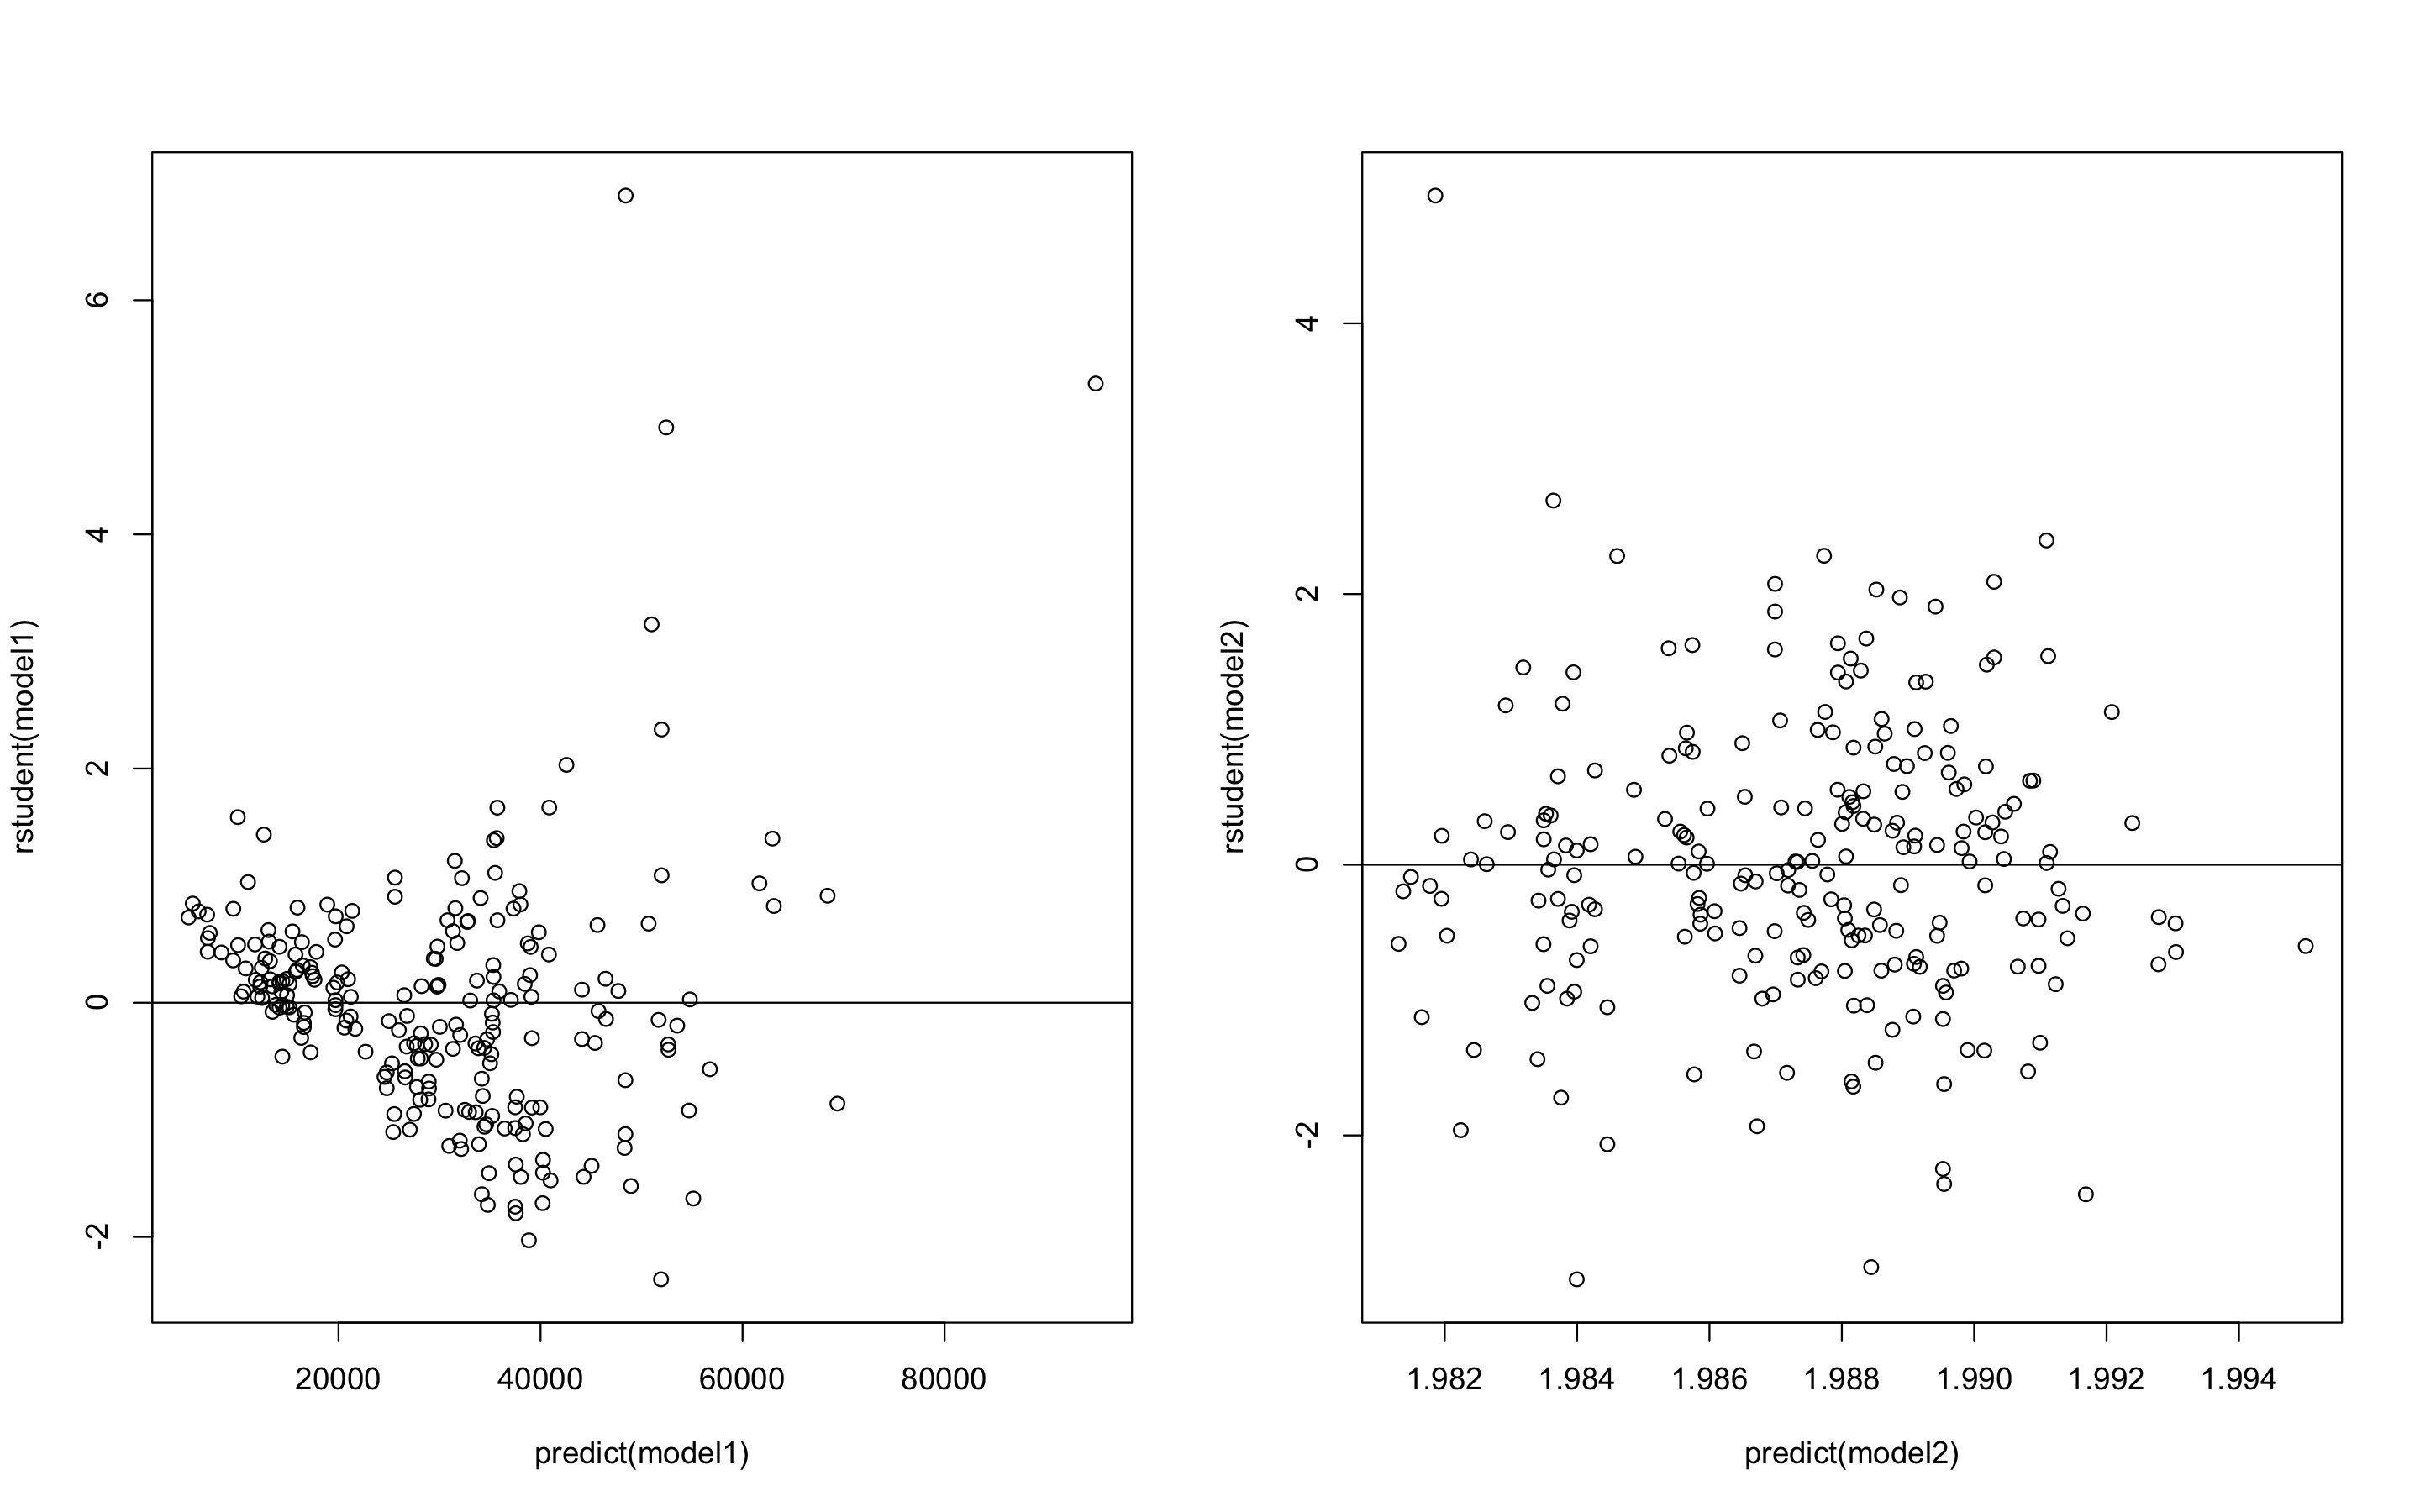 rstudent(model1)
6
4
2
0
-2
20000 40000 60000 80000
predict(model1)
rstudent(model2)
4
2
0
-2
1.982 1.984 1.986 1.988 1.990 1.992 1.994
predict(model2)